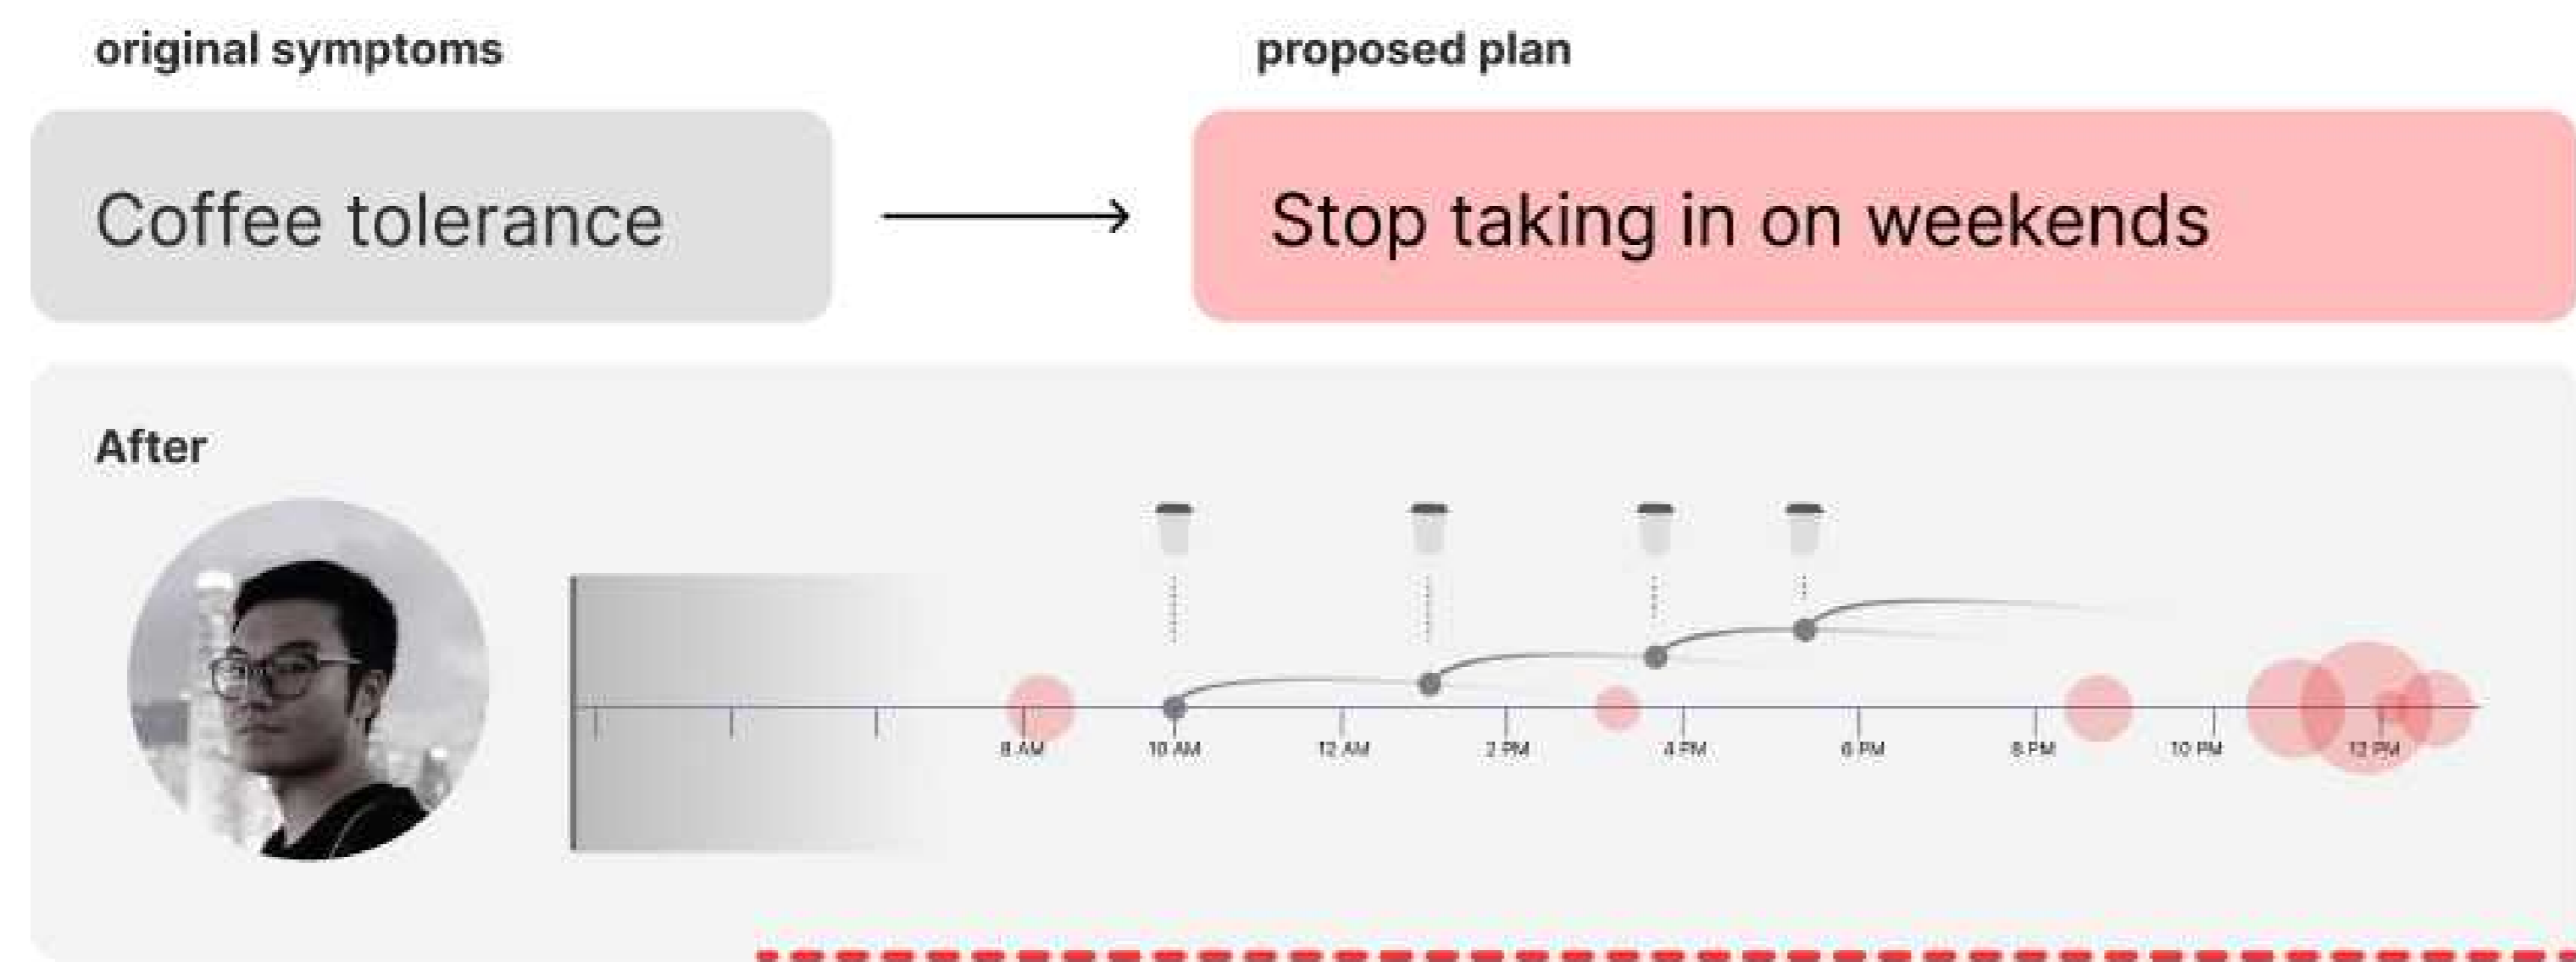 original symptoms
proposed plan
Coffee tolerance
Stop taking in on weekends
After
8 AM
10 AM
12 AM
2 PM
4 PM
6 PM
8 PM
10 PM
12 PM